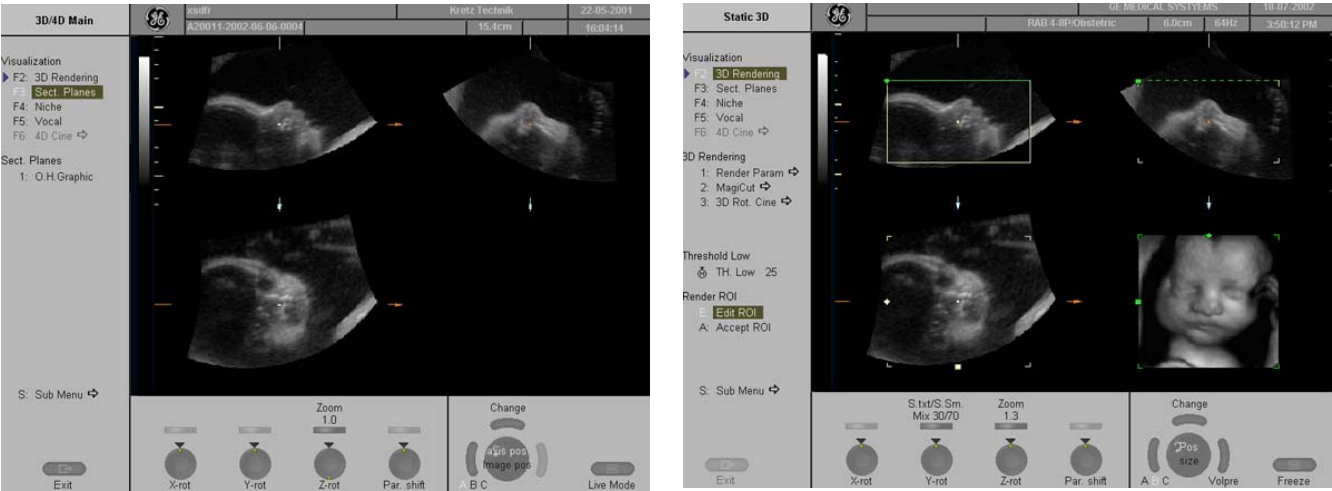 3D/4D Main
xsdfr
Kretz Technik
22-05-2001
A20011-2002-06-06-0004
15.4cm
16:04:14
Visualization
F2: 3D Rendering
F3: Sect. Planes
F4: Niche
F5: Vocal
F6: 4D Cine
Sect. Planes
1: O.H.Graphic
S: Sub Menu
Zoom
1.0
Change
axis pos
Image pos
A B C
Exit
X-rot
Y-rot
Z-rot
Par. shift
Live Mode
Static 3D
GE MEDICAL SYSTYEMS
18-07-2002
RAB 4-8P/Obstetric
6.0cm
64Hz
3:50:12 PM
Visualization
F2: 3D Rendering
F3: Sect. Planes
F4: Niche
F5: Vocal
F6: 4D Cine
3D Rendering
1: Render Param
2: MagiCut
3: 3D Rot. Cine
Threshold Low
TH. Low 25
Render ROI
E: Edit ROI
A: Accept ROI
S: Sub Menu
S.txt/S.Sm.
Mix 30/70
Zoom
1.3
Change
Pos
size
A B C
Volpre
Exit
X-rot
Y-rot
Z-rot
Par. shift
Freeze